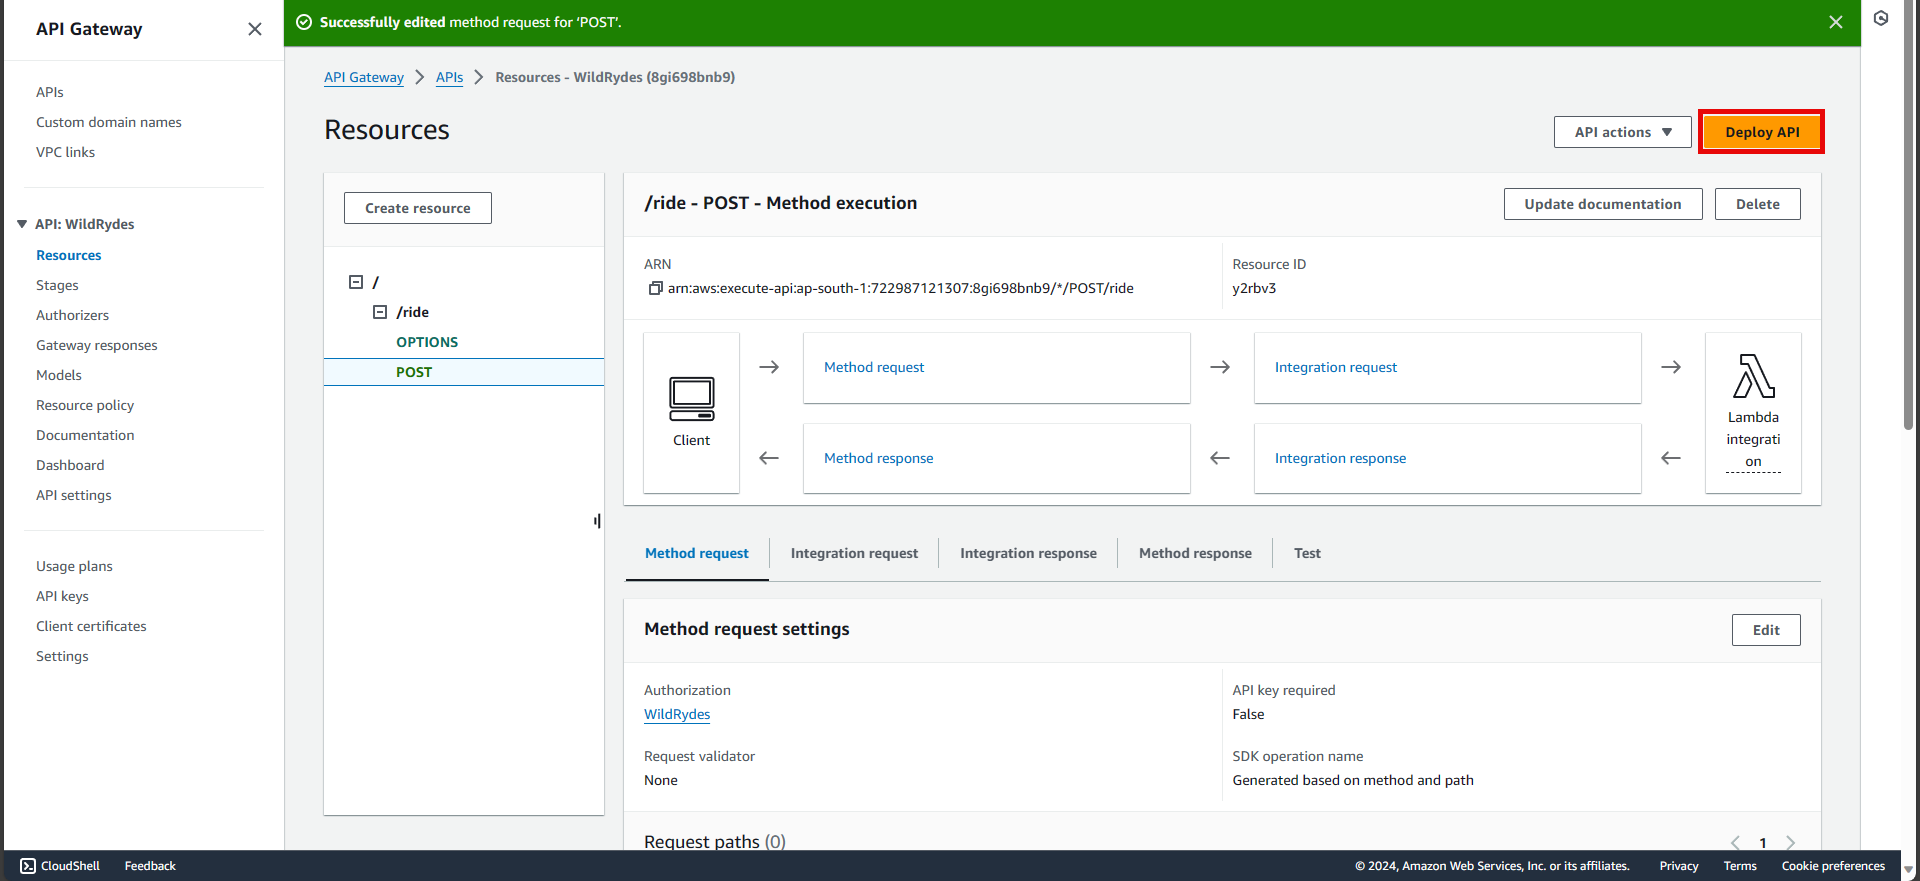 API Gateway
Successfully edited method request for ‘POST’.
APIs
Custom domain names
VPC links
API: WildRydes
Resources
Stages
Authorizers
Gateway responses
Models
Resource policy
Documentation
Dashboard
API settings
Usage plans
API keys
Client certificates
Settings
API Gateway
APIs
Resources - WildRydes (8gi698bnb9)
Resources
API actions
Deploy API
Create resource
/
/ride
OPTIONS
POST
/ride - POST - Method execution
Update documentation
Delete
ARN
arn:aws:execute-api:ap-south-1:722987121307:8gi698bnb9/*/POST/ride
Resource ID
y2rbv3
Client
Method request
Integration request
Method response
Integration response
Lambda
integrati
on
Method request
Integration request
Integration response
Method response
Test
Method request settings
Edit
Authorization
WildRydes
API key required
False
Request validator
None
SDK operation name
Generated based on method and path
Request paths (0)
1
CloudShell
Feedback
© 2024, Amazon Web Services, Inc. or its affiliates.
Privacy
Terms
Cookie preferences